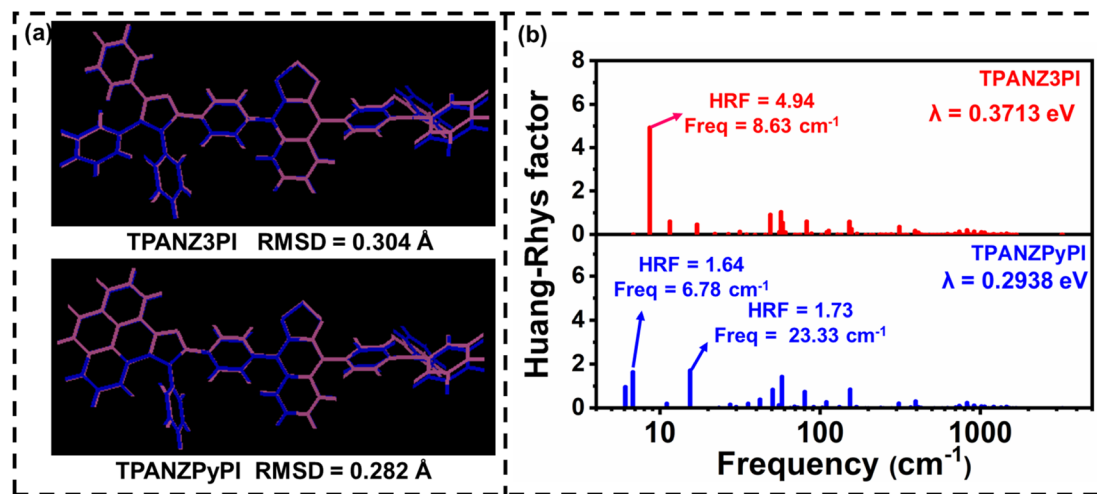 (a)
TPANZ3PI RMSD = 0.304 Å
TPANZPyPI RMSD = 0.282 Å
(b)
Huang-Rhys factor
8
6
4
2
0
TPANZ3PI
λ = 0.3713 eV
HRF = 4.94
Freq = 8.63 cm-1
6
4
2
0
TPANZPyPI
λ = 0.2938 eV
HRF = 1.64
Freq = 6.78 cm-1
HRF = 1.73
Freq = 23.33 cm-1
10 100 1000
Frequency (cm-1)